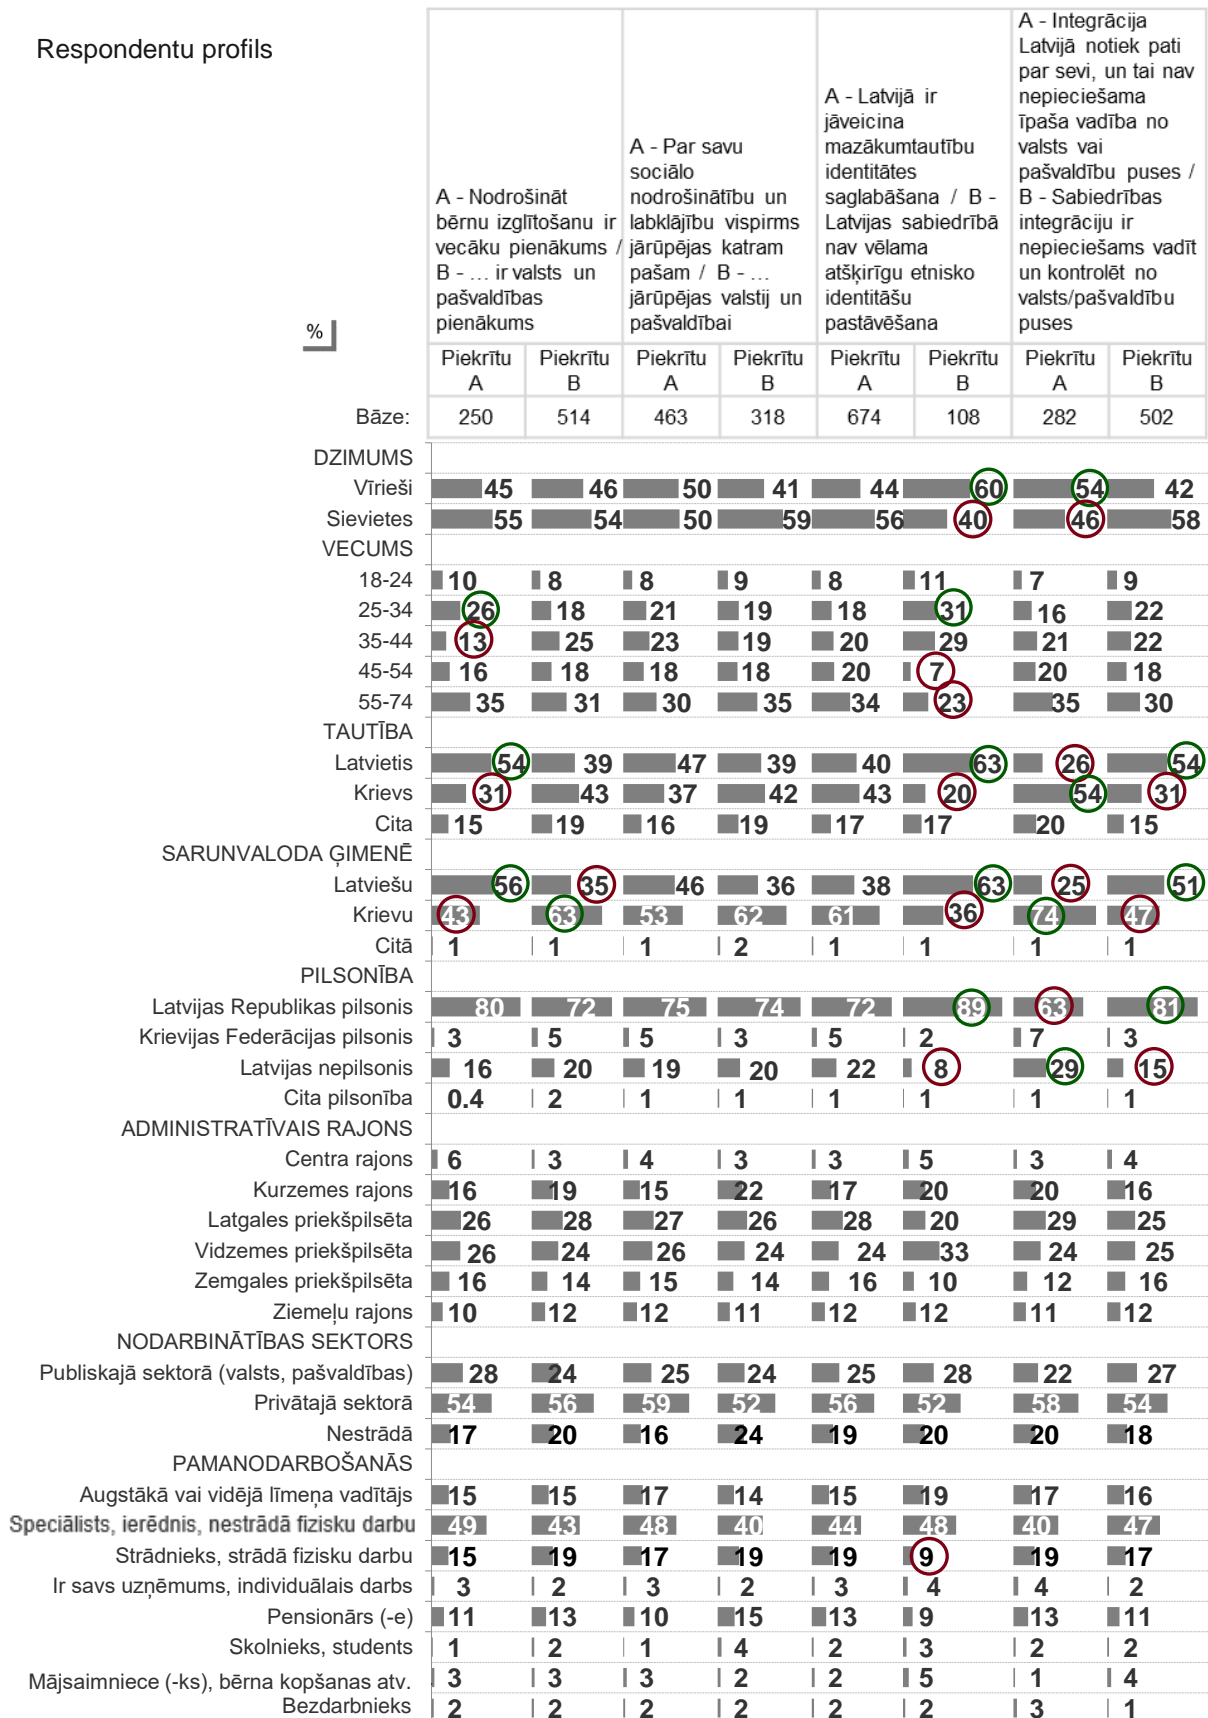 Respondentu profils
A - Nodrošināt
bērnu izglītošanu ir
vecāku pienākums /
B - … ir valsts un
pašvaldības
pienākums
A - Par savu
sociālo
nodrošinātību un
labklājību vispirms
jārūpējas katram
pašam / B - …
jārūpējas valstij un
pašvaldībai
A - Latvijā ir
jāveicina
mazākumtautību
identitātes
saglabāšana / B -
Latvijas sabiedrībā
nav vēlama
atšķirīgu etnisko
identitāšu
pastāvēšana
A - Integrācija
Latvijā notiek pati
par sevi, un tai nav
nepieciešama
īpaša vadība no
valsts vai
pašvaldību puses /
B - Sabiedrības
integrāciju ir
nepieciešams vadīt
un kontrolēt no
valsts/pašvaldību
puses
%
Piekrītu A Piekrītu B Piekrītu A Piekrītu B Piekrītu A Piekrītu B Piekrītu A Piekrītu B
Bāze: 250 514 463 318 674 108 282 502
DZIMUMS
Vīrieši 45 46 50 41 44 60 54 42
Sievietes 55 54 50 59 56 40 46 58
VECUMS
18-24 10 8 8 9 8 11 7 9
25-34 26 18 21 19 18 31 16 22
35-44 13 25 23 19 20 29 21 22
45-54 16 18 18 18 20 7 20 18
55-74 35 31 30 35 34 23 35 30
TAUTĪBA
Latvietis 54 39 47 39 40 63 26 54
Krievs 31 43 37 42 43 20 54 31
Cita 15 19 16 19 17 17 20 15
SARUNVALODA ĢIMENĒ
Latviešu 56 35 46 36 38 63 25 51
Krievu 43 63 53 62 61 36 74 47
Citā 1 1 1 2 1 1 1 1
PILSONĪBA
Latvijas Republikas pilsonis 80 72 75 74 72 89 63 81
Krievijas Federācijas pilsonis 3 5 5 3 5 2 7 3
Latvijas nepilsonis 16 20 19 20 22 8 29 15
Cita pilsonība 0.4 2 1 1 1 1 1 1
ADMINISTRATĪVAIS RAJONS
Centra rajons 6 3 4 3 3 5 3 4
Kurzemes rajons 16 19 15 22 17 20 20 16
Latgales priekšpilsēta 26 28 27 26 28 20 29 25
Vidzemes priekšpilsēta 26 24 26 24 24 33 24 25
Zemgales priekšpilsēta 16 14 15 14 16 10 12 16
Ziemeļu rajons 10 12 12 11 12 12 11 12
NODARBINĀTĪBAS SEKTORS
Publiskajā sektorā (valsts, pašvaldības) 28 24 25 24 25 28 22 27
Privātajā sektorā 54 56 59 52 56 52 58 54
Nestrādā 17 20 16 24 19 20 20 18
PAMANODARBOŠANĀS
Augstākā vai vidējā līmeņa vadītājs 15 15 17 14 15 19 17 16
Speciālists, ierēdnis, nestrādā fizisku darbu 49 43 48 40 44 48 40 47
Strādnieks, strādā fizisku darbu 15 19 17 19 19 9 19 17
Ir savs uzņēmums, individuālais darbs 3 2 3 2 3 4 4 2
Pensionārs (-e) 11 13 10 15 13 9 13 11
Skolnieks, students 1 2 1 4 2 3 2 2
Mājsaimniece (-ks), bērna kopšanas atv. 3 3 3 2 2 5 1 4
Bezdarbnieks 2 2 2 2 2 2 3 1